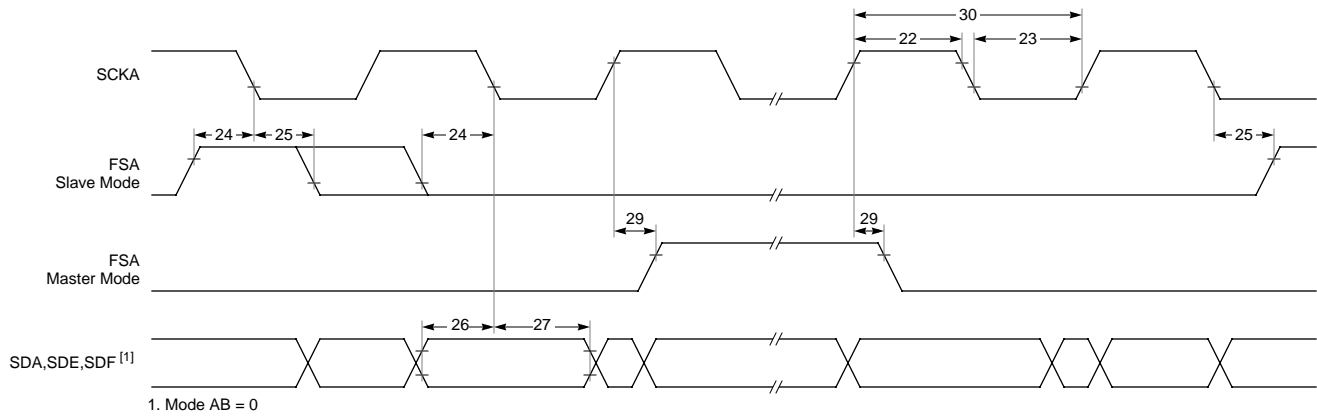 30
22
23
SCKA
24
25
24
25
FSA
Slave Mode
29
29
FSA
Master Mode
26
27
SDA,SDE,SDF [1]
1. Mode AB = 0